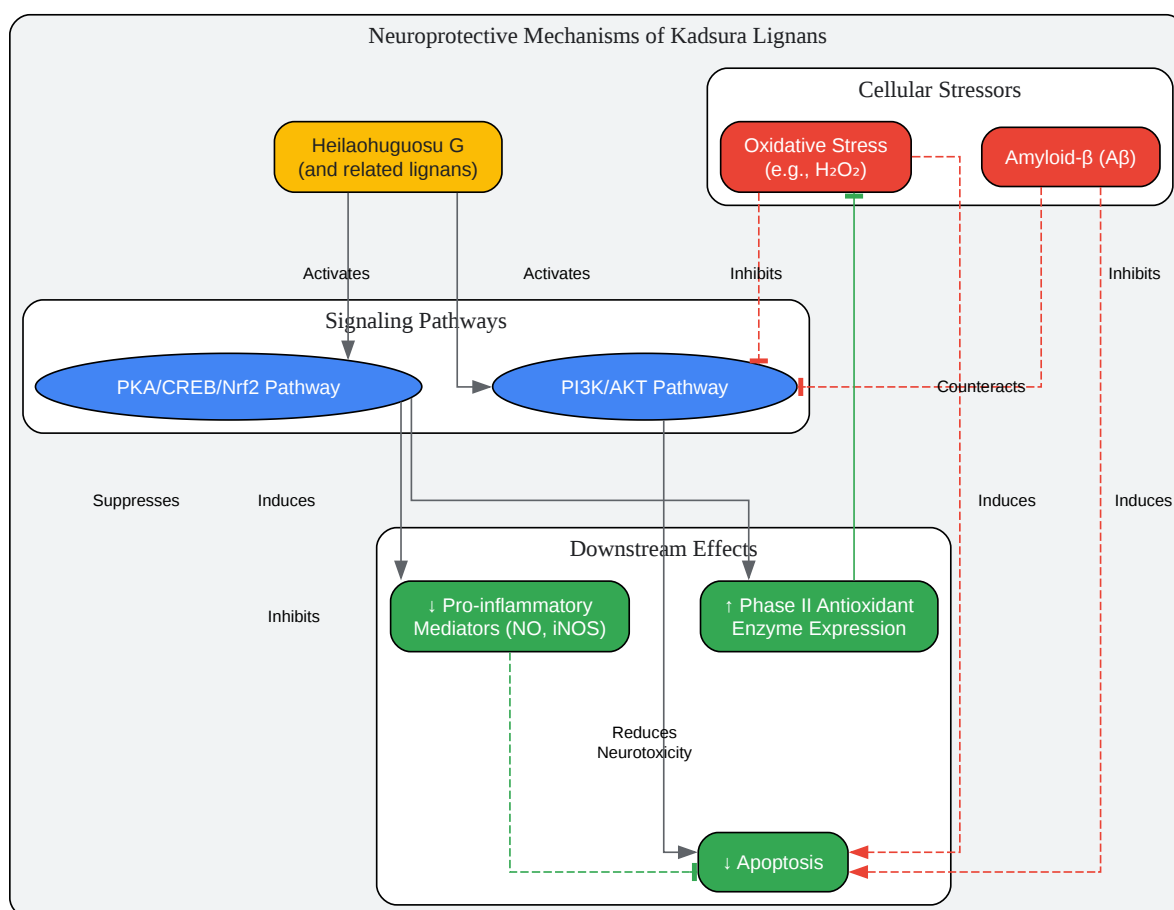 Neuroprotective Mechanisms of Kadsura Lignans
Cellular Stressors
Heilaohuguosu G
(and related lignans)
Oxidative Stress
(e.g., H₂O₂)
Amyloid-β (Aβ)
Activates
Activates
Inhibits
Inhibits
Signaling Pathways
PKA/CREB/Nrf2 Pathway
PI3K/AKT Pathway
Counteracts
Suppresses
Induces
Induces
Induces
Downstream Effects
↓ Pro-inflammatory
Mediators (NO, iNOS)
↑ Phase II Antioxidant
Enzyme Expression
Inhibits
Reduces
Neurotoxicity
↓ Apoptosis